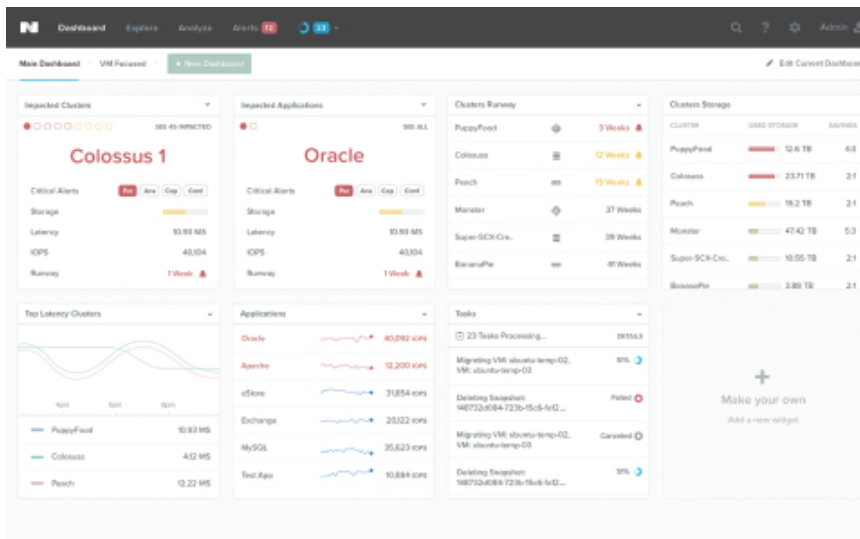 N Dashboard Explore Analyze Alerts 12 23 Admin
Main Dashboard VM Focused + New Dashboard Edit Current Dashboar
Impacted Clusters
SEE 45 IMPACTED
Colossus 1
Critical Alerts Per Ava Cap Conf
Storage
Latency 10.93 MS
IOPS 40,104
Runway 1 Week
Impacted Applications
SEE ALL
Oracle
Critical Alerts Per Ava Cap Conf
Storage
Latency 10.93 MS
IOPS 40,104
Runway 1 Week
Clusters Runway
PuppyFood 3 Weeks
Colossus 12 Weeks
Peach 15 Weeks
Monster 37 Weeks
Super-SCX-Cre... 39 Weeks
BananaPie 41 Weeks
Clusters Storage
CLUSTER USED STORAGE SAVINGS
PuppyFood 12.6 TB
Colossus 23.71 TB 2:1
Peach 19.2 TB 2:1
Monster 47.42 TB
Super-SCX-Cre... 10.55 TB 2:1
BananaPie 3.88 TB 2:1
Top Latency Clusters
4pm 5pm 6pm
PuppyFood 10.93 MS
Colossus 4.12 MS
Peach 12.22 MS
Applications
Oracle 40,092 IOPS
Apache 12,200 IOPS
eStore 31,854 IOPS
Exchange 20,122 IOPS
MySQL 35,623 IOPS
Test App 10,884 IOPS
Tasks
23 Tasks Processing... DETAILS
Migrating VM: ubuntu-temp-02, 51%
VM: ubuntu-temp-03
Deleting Snapshot: Failed
Migrating VM: ubuntu-temp-02, Canceled
VM: ubuntu-temp-03
Deleting Snapshot: 51%
+
Make your own
Add a new widget